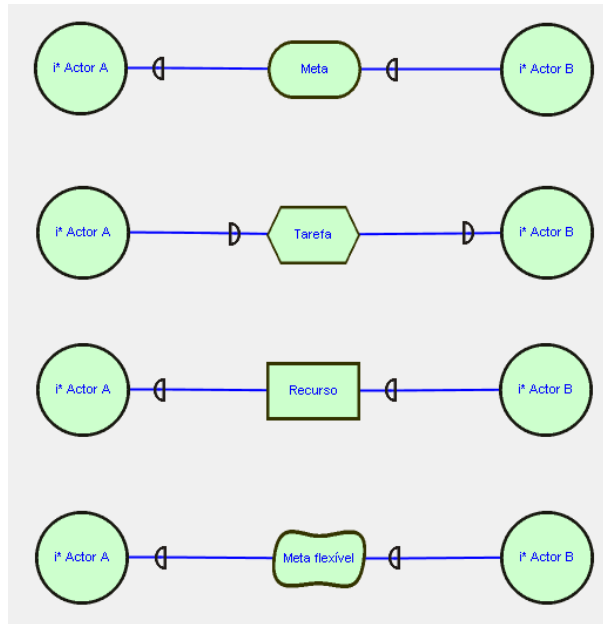 i* Actor A
Meta
i* Actor B
i* Actor A
Tarefa
i* Actor B
i* Actor A
Recurso
i* Actor B
i* Actor A
Meta flexível
i* Actor B